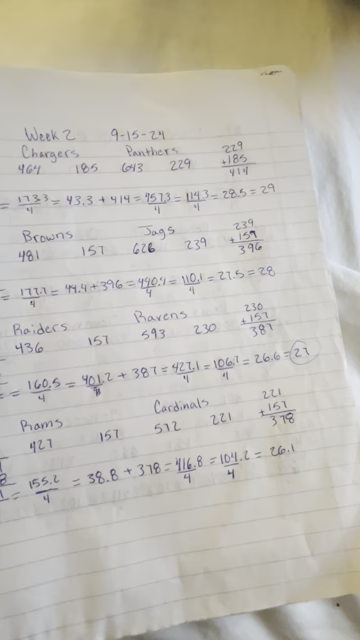 Week 2 9-15-24
Chargers Panthers 229
464 185 643 229 +185
414
= 173.3/4 = 43.3 + 414 = 457.3/4 = 114.3/4 = 28.5 = 29
Browns Jags 239
481 157 626 239 +157
396
= 177.7/4 = 44.4 + 396 = 440.4/4 = 110.1/4 = 27.5 = 28
Raiders Ravens 230
436 157 593 230 +157
387
= 160.5/4 = 401.2 + 387 = 427.1/4 = 106.7/4 = 26.6 = 27
Rams Cardinals 221
427 157 572 221 +157
378
= 155.2/4 = 38.8 + 378 = 416.8/4 = 104.2/4 = 26.1